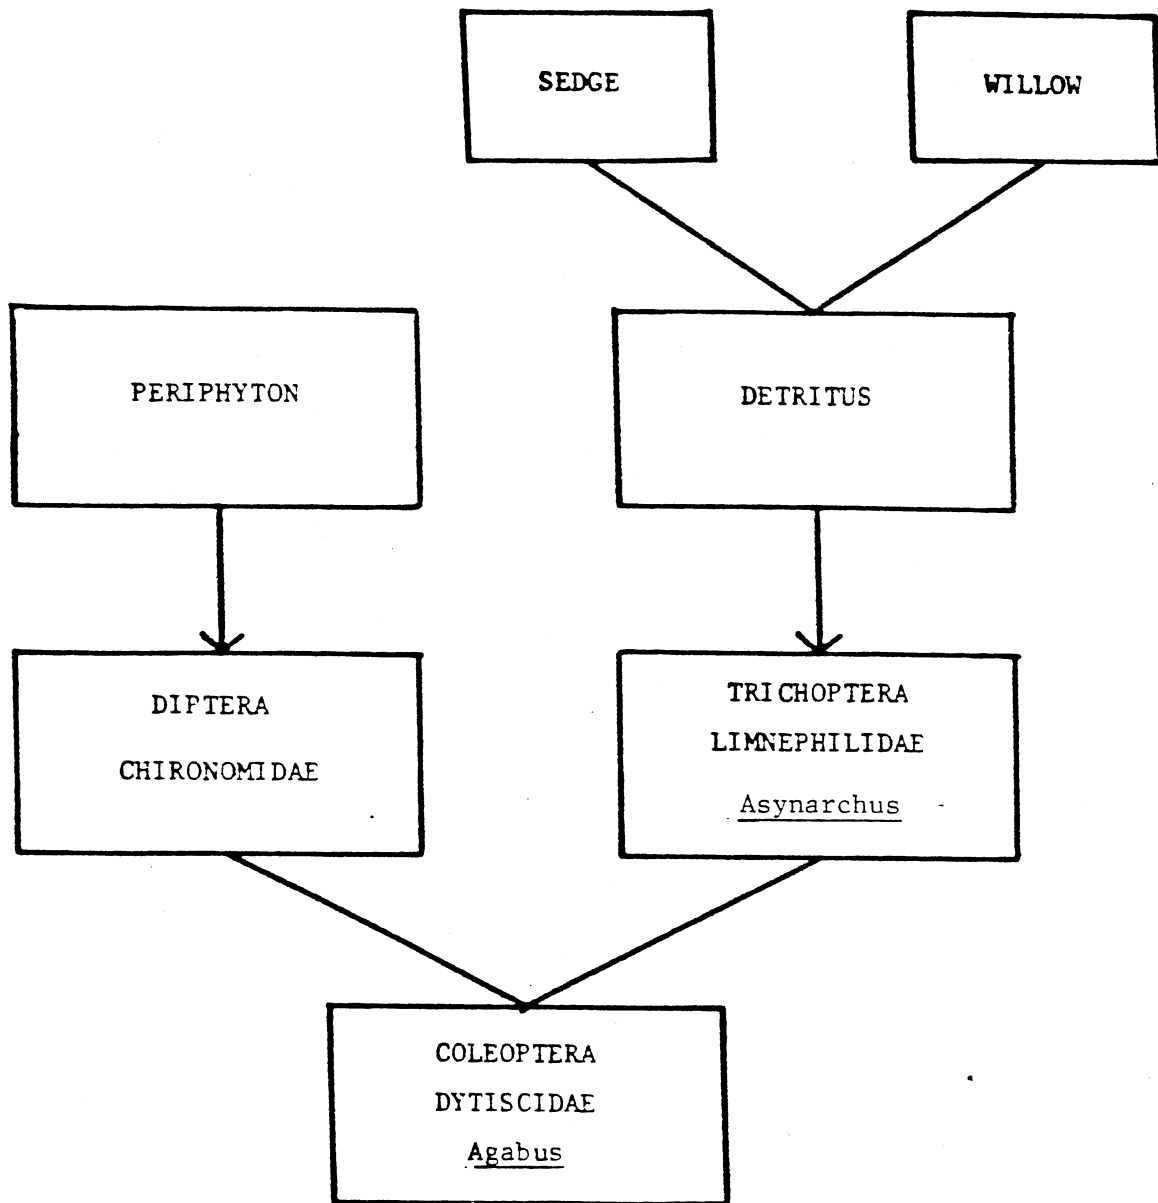 SEDGE
WILLOW
PERIPHYTON
DETRITUS
DIPTERA
CHIRONOMIDAE
TRICHOPTERA
LIMNEPHILIDAE
Asynarchus
COLEOPTERA
DYTISCIDAE
Agabus